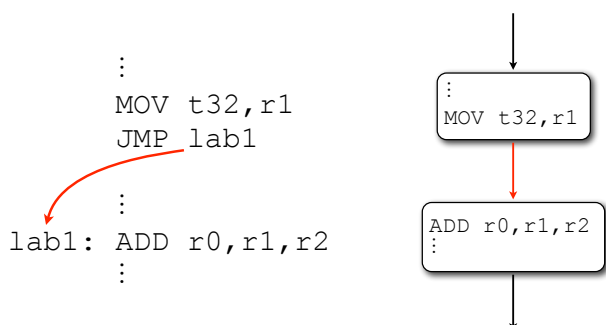 ⋮
MOV t32,r1
JMP lab1
⋮
lab1: ADD r0,r1,r2
⋮
⋮
MOV t32,r1
ADD r0,r1,r2
⋮